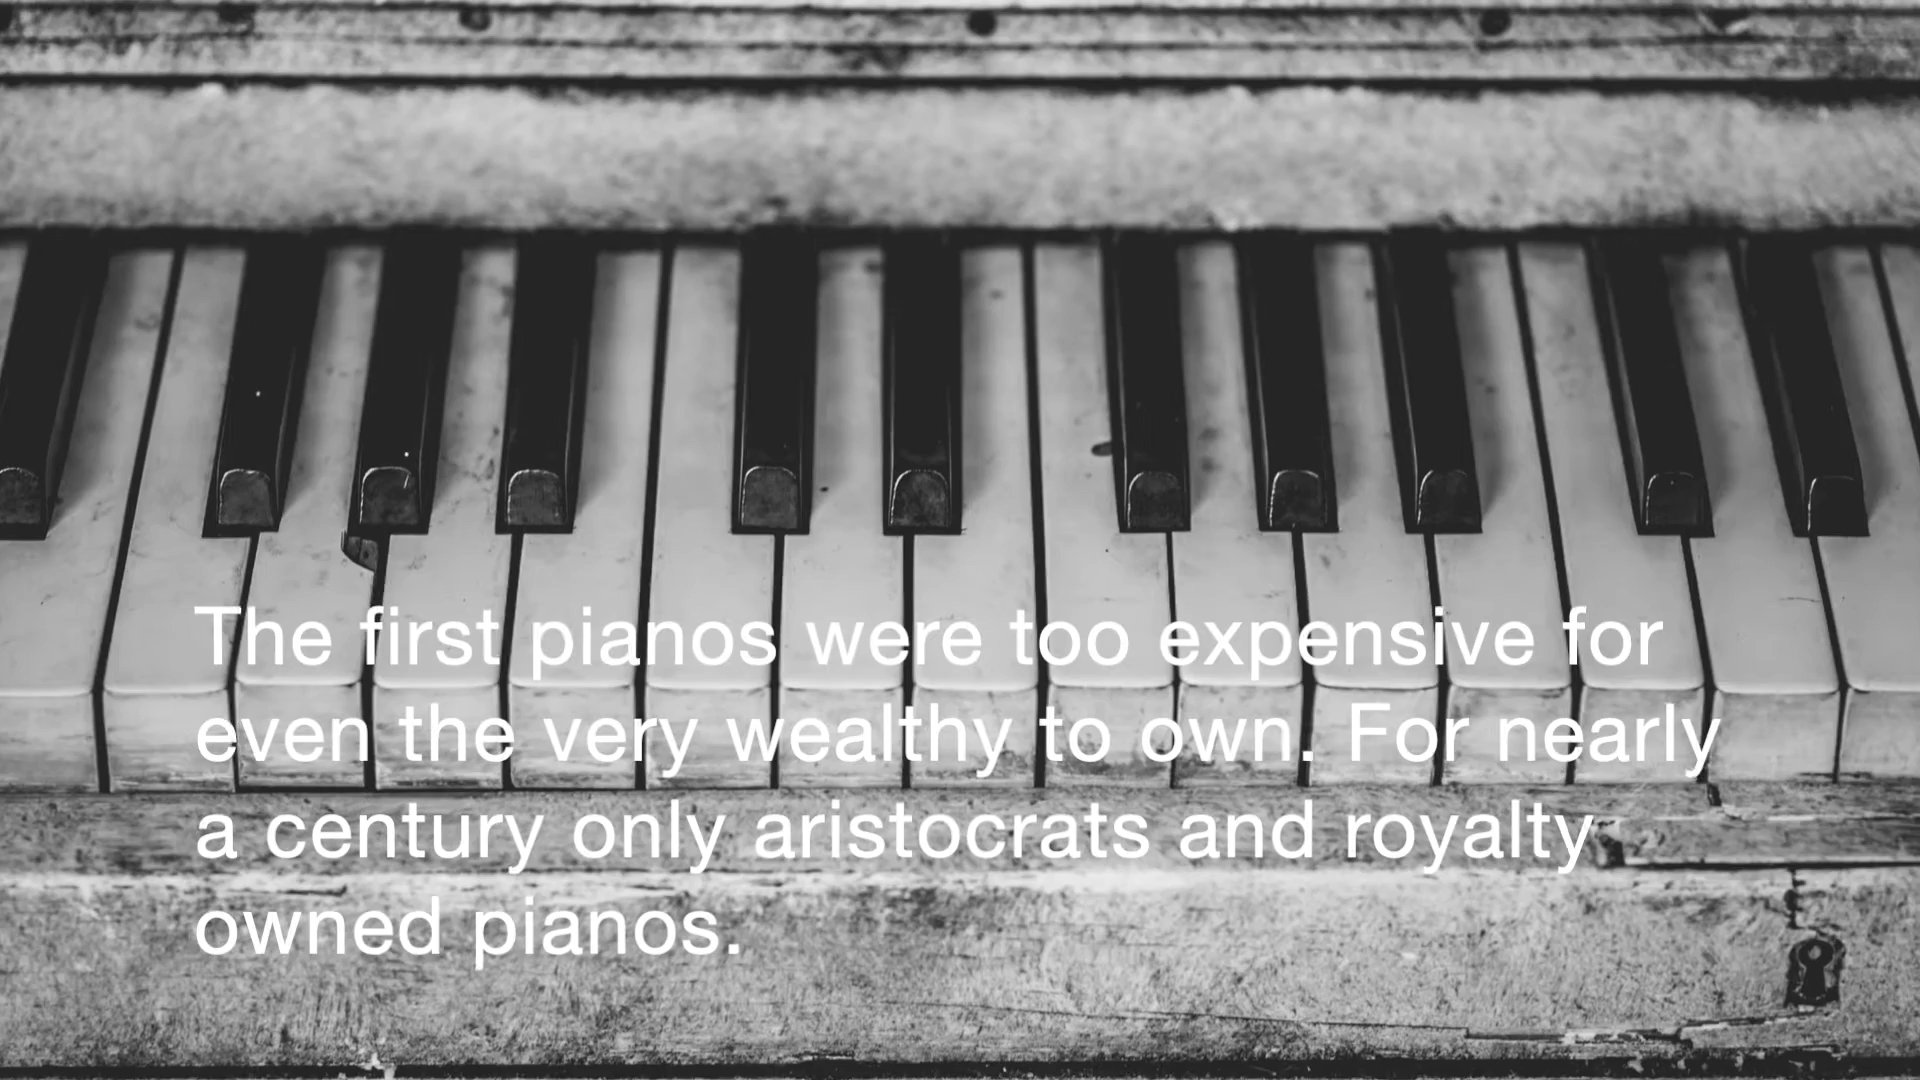 The first pianos were too expensive for
even the very wealthy to own. For nearly
a century only aristocrats and royalty
owned pianos.